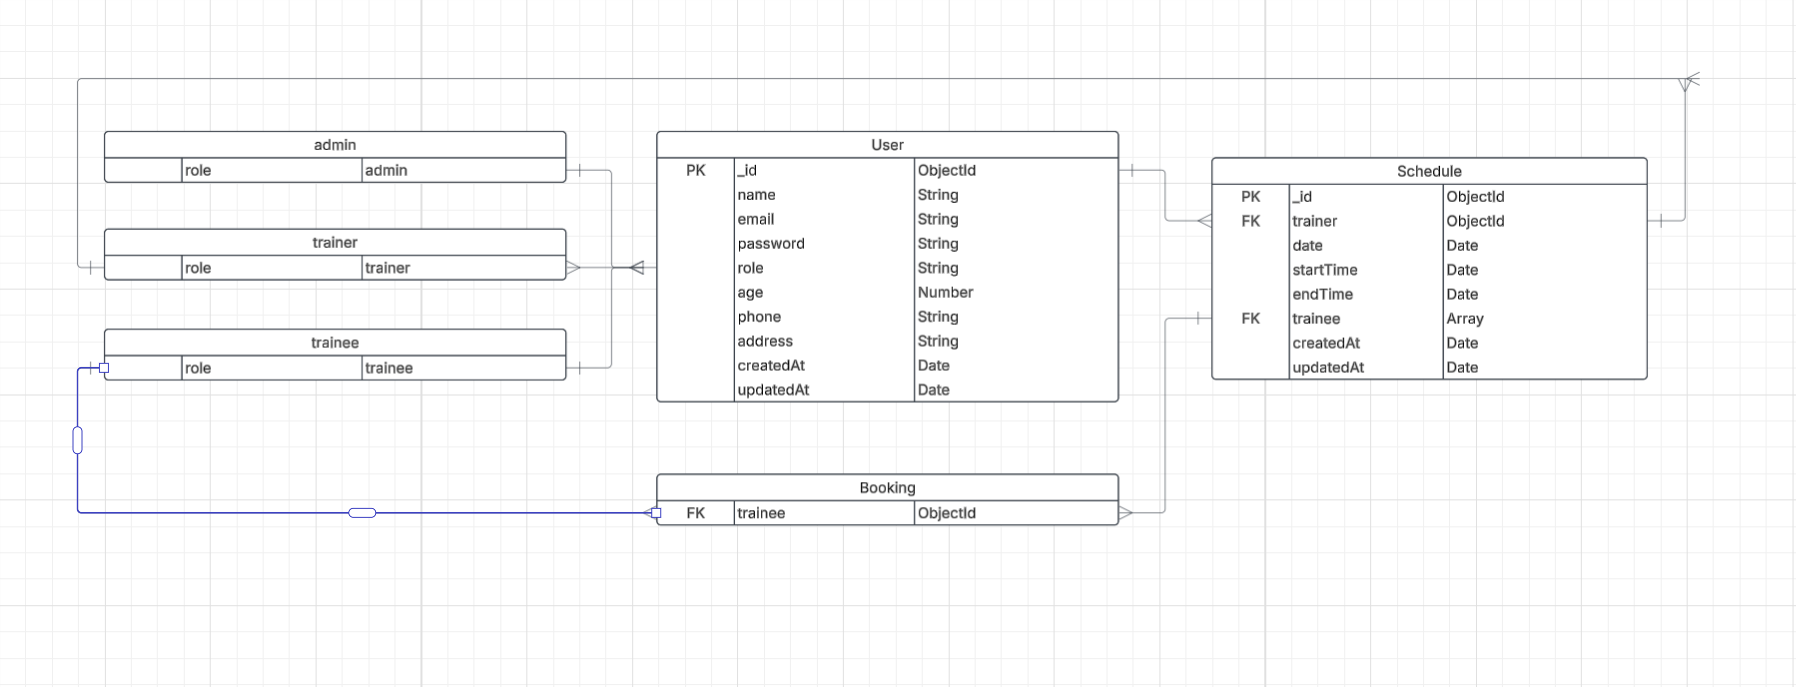 admin
role admin
trainer
role trainer
trainee
role trainee
User
PK _id ObjectId
name String
email String
password String
role String
age Number
phone String
address String
createdAt Date
updatedAt Date
Booking
FK trainee ObjectId
Schedule
PK _id ObjectId
FK trainer ObjectId
date Date
startTime Date
endTime Date
FK trainee Array
createdAt Date
updatedAt Date